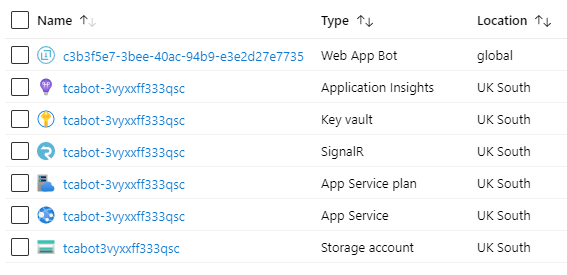 Name ↑↓ Type ↑↓ Location ↑↓
c3b3f5e7-3bee-40ac-94b9-e3e2d27e7735 Web App Bot global
tcabot-3vyxxff333qsc Application Insights UK South
tcabot-3vyxxff333qsc Key vault UK South
tcabot-3vyxxff333qsc SignalR UK South
tcabot-3vyxxff333qsc App Service plan UK South
tcabot-3vyxxff333qsc App Service UK South
tcabot3vyxxff333qsc Storage account UK South